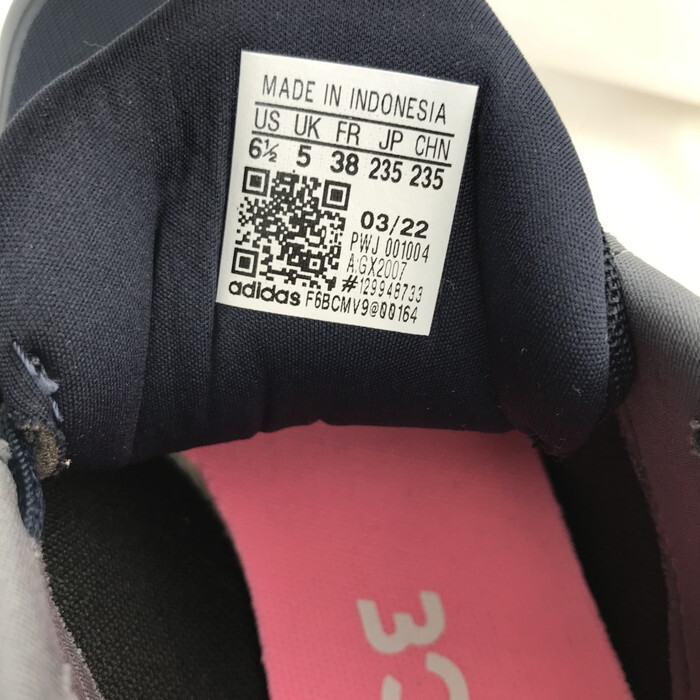 MADE IN INDONESIA
US UK FR JP CHN
6½ 5 38 235 235
03/22
PWJ 001004
A:GX2007
#129948733
adidas F6BCMV9@00164